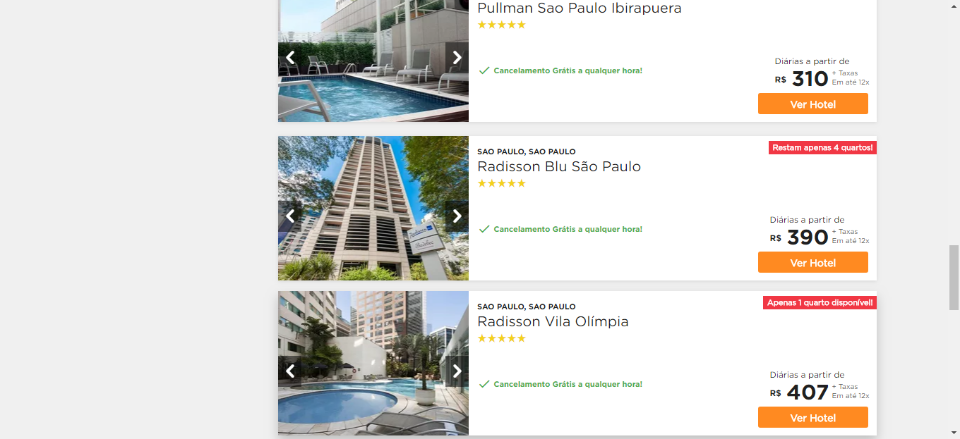 Pullman Sao Paulo Ibirapuera
Cancelamento Grátis a qualquer hora!
Diárias a partir de
R$ 310 + Taxas
Em até 12x
Ver Hotel
SAO PAULO, SAO PAULO
Restam apenas 4 quartos!
Radisson Blu São Paulo
Cancelamento Grátis a qualquer hora!
Diárias a partir de
R$ 390 + Taxas
Em até 12x
Ver Hotel
SAO PAULO, SAO PAULO
Apenas 1 quarto disponível!
Radisson Vila Olímpia
Cancelamento Grátis a qualquer hora!
Diárias a partir de
R$ 407 + Taxas
Em até 12x
Ver Hotel